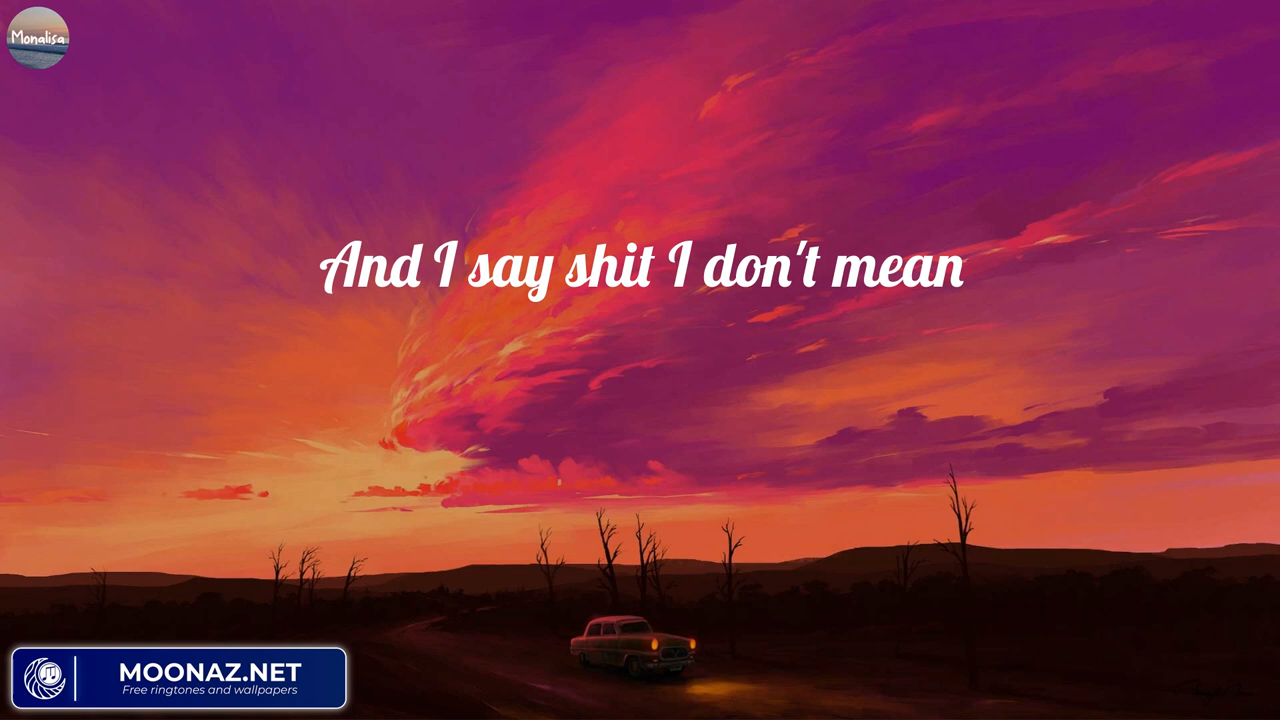 Monalisa
And I say shit I don't mean
MOONAZ.NET
Free ringtones and wallpapers